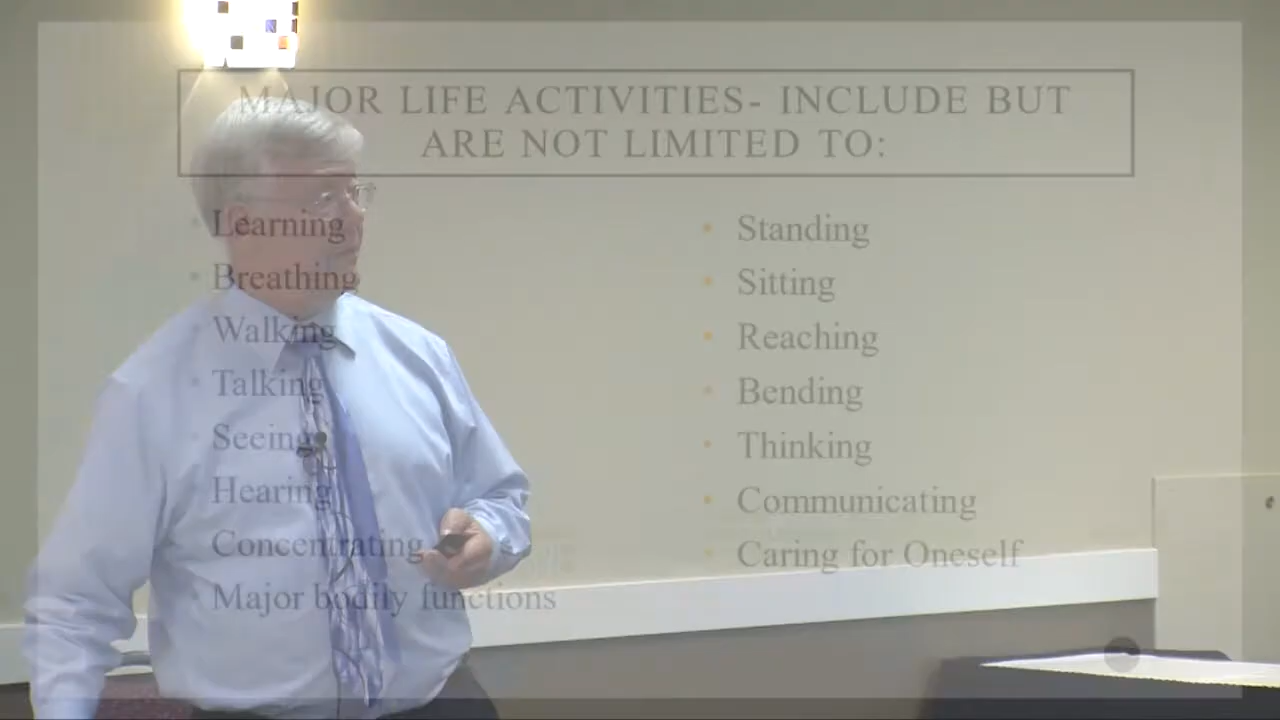 MAJOR LIFE ACTIVITIES- INCLUDE BUT
ARE NOT LIMITED TO:
• Learning
• Breathing
• Walking
• Talking
• Seeing
• Hearing
• Concentrating
• Major bodily functions
• Standing
• Sitting
• Reaching
• Bending
• Thinking
• Communicating
• Caring for Oneself